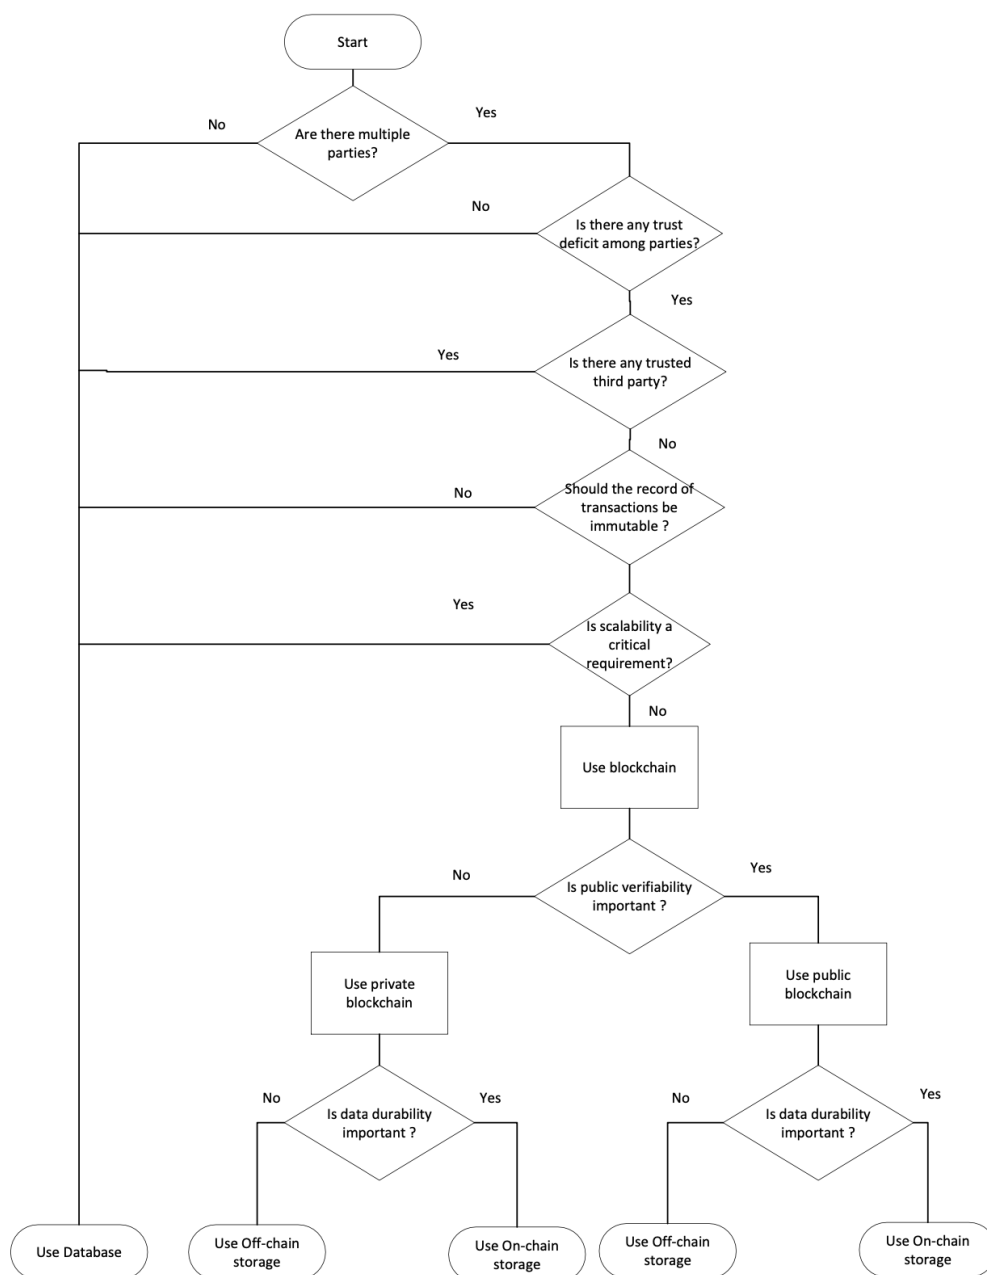 Start
Yes
No
Are there multiple
parties?
No
Is there any trust
deficit among parties?
Yes
Yes
Is there any trusted
third party?
No
No
Should the record of
transactions be
immutable ?
Yes
Is scalability a
critical
requirement?
No
Use blockchain
No
Yes
Is public verifiability
important ?
Use private
blockchain
Use public
blockchain
No
Yes
Is data durability
important ?
No
Yes
Is data durability
important ?
Use Database
Use Off-chain
storage
Use On-chain
storage
Use Off-chain
storage
Use On-chain
storage